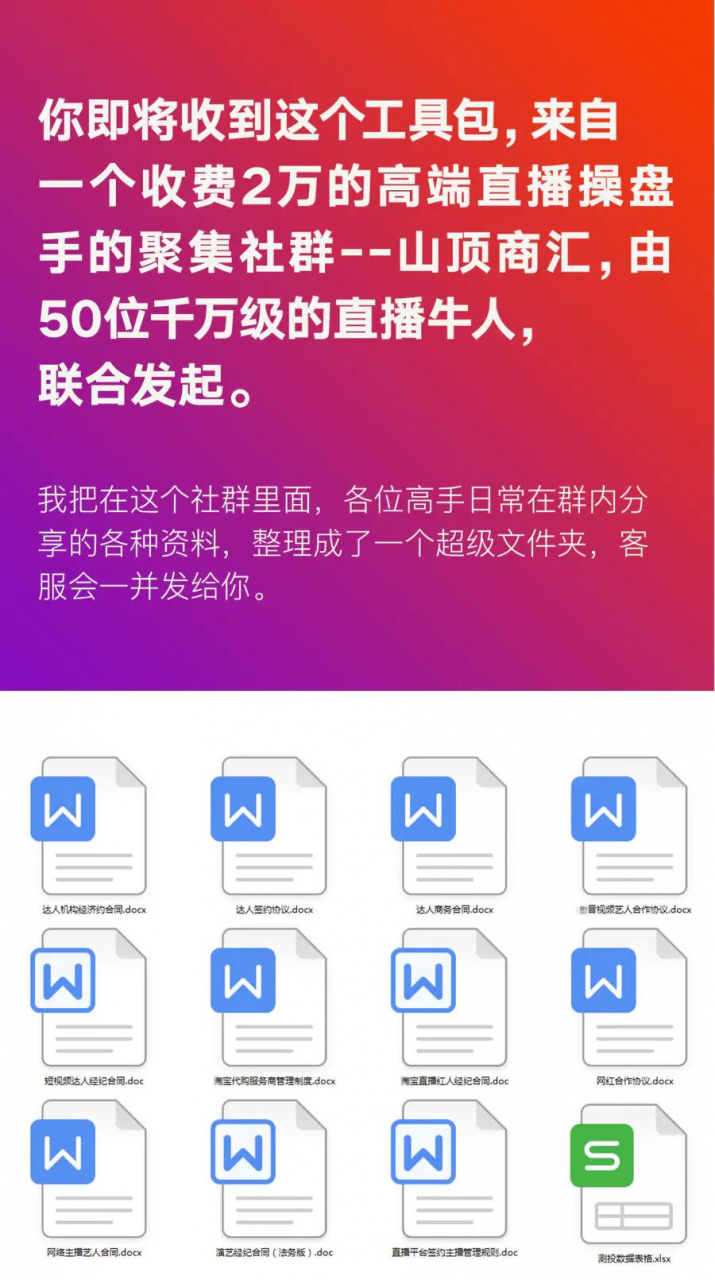 你即将收到这个工具包，来自
一个收费2万的高端直播操盘
手的聚集社群--山顶商汇，由
50位千万级的直播牛人，
联合发起。
我把在这个社群里面，各位高手日常在群内分
享的各种资料，整理成了一个超级文件夹，客
服会一并发给你。
达人机构经济约合同.docx
达人签约协议.docx
达人商务合同.docx
音视频艺人合作协议.docx
短视频达人经纪合同.doc
淘宝代购服务商管理制度.docx
淘宝直播红人经纪合同.doc
网红合作协议.docx
网络主播艺人合同.docx
演艺经纪合同（法务版）.doc
直播平台签约主播管理规则.doc
测投数据表格.xlsx